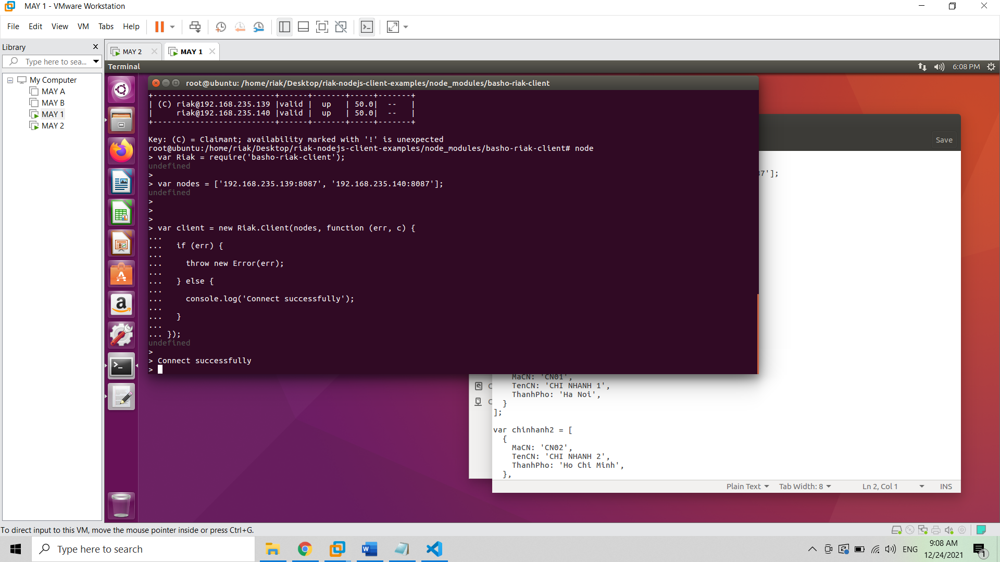 MAY 1 - VMware Workstation
File Edit View VM Tabs Help
Library
Type here to sea...
My Computer
MAY A
MAY B
MAY 1
MAY 2
MAY 2
MAY 1
Terminal
6:08 PM
root@ubuntu: /home/riak/Desktop/riak-nodejs-client-examples/node_modules/basho-riak-client
+--------------------------+------+-------+-----+-------+
| (C) riak@192.168.235.139 |valid |  up   | 50.0|  --   |
|     riak@192.168.235.140 |valid |  up   | 50.0|  --   |
+--------------------------+------+-------+-----+-------+
Key: (C) = Claimant; availability marked with '!' is unexpected
root@ubuntu:/home/riak/Desktop/riak-nodejs-client-examples/node_modules/basho-riak-client# node
> var Riak = require('basho-riak-client');
undefined
>
> var nodes = ['192.168.235.139:8087', '192.168.235.140:8087'];
undefined
>
>
>
> var client = new Riak.Client(nodes, function (err, c) {
...
...   if (err) {
...
...     throw new Error(err);
...
...   } else {
...
...     console.log('Connect successfully');
...
...   }
...
... });
undefined
>
> Connect successfully
>
Save
87'];
MaCN: 'CN01',
TenCN: 'CHI NHANH 1',
ThanhPho: 'Ha Noi',
}
];
var chinhanh2 = [
{
MaCN: 'CN02',
TenCN: 'CHI NHANH 2',
ThanhPho: 'Ho Chi Minh',
},
Plain Text Tab Width: 8 Ln 2, Col 1 INS
To direct input to this VM, move the mouse pointer inside or press Ctrl+G.
Type here to search
ENG
9:08 AM
12/24/2021
1